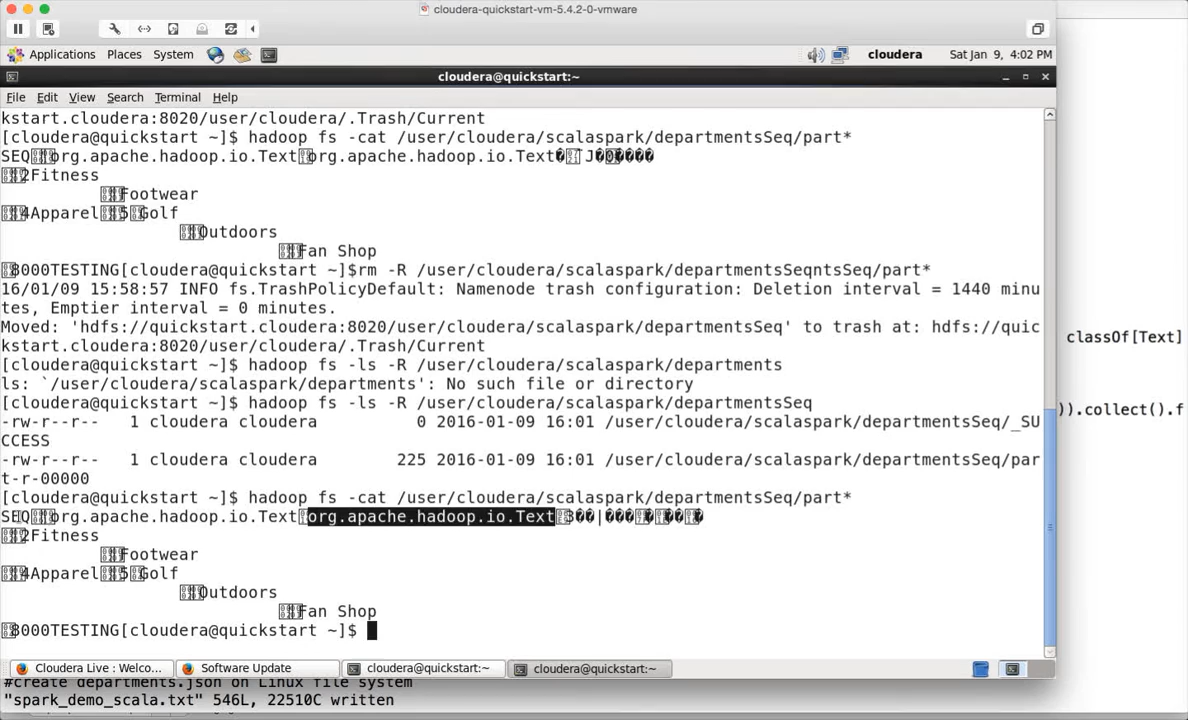 cloudera-quickstart-vm-5.4.2-0-vmware
Applications Places System cloudera Sat Jan 9, 4:02 PM
cloudera@quickstart:~
File Edit View Search Terminal Help
kstart.cloudera:8020/user/cloudera/.Trash/Current
[cloudera@quickstart ~]$ hadoop fs -cat /user/cloudera/scalaspark/departmentsSeq/part*
SEQ org.apache.hadoop.io.Text org.apache.hadoop.io.Text J
2Fitness
Footwear
4Apparel 5 Golf
Outdoors
Fan Shop
8000TESTING[cloudera@quickstart ~]$rm -R /user/cloudera/scalaspark/departmentsSeqntsSeq/part*
16/01/09 15:58:57 INFO fs.TrashPolicyDefault: Namenode trash configuration: Deletion interval = 1440 minu
tes, Emptier interval = 0 minutes.
Moved: 'hdfs://quickstart.cloudera:8020/user/cloudera/scalaspark/departmentsSeq' to trash at: hdfs://quic
kstart.cloudera:8020/user/cloudera/.Trash/Current
[cloudera@quickstart ~]$ hadoop fs -ls -R /user/cloudera/scalaspark/departments
ls: `/user/cloudera/scalaspark/departments': No such file or directory
[cloudera@quickstart ~]$ hadoop fs -ls -R /user/cloudera/scalaspark/departmentsSeq
-rw-r--r-- 1 cloudera cloudera 0 2016-01-09 16:01 /user/cloudera/scalaspark/departmentsSeq/_SU
CCESS
-rw-r--r-- 1 cloudera cloudera 225 2016-01-09 16:01 /user/cloudera/scalaspark/departmentsSeq/par
t-r-00000
[cloudera@quickstart ~]$ hadoop fs -cat /user/cloudera/scalaspark/departmentsSeq/part*
SEQ org.apache.hadoop.io.Text org.apache.hadoop.io.Text |
2Fitness
Footwear
4Apparel 5 Golf
Outdoors
Fan Shop
8000TESTING[cloudera@quickstart ~]$
classOf[Text]
)).collect().f
Cloudera Live : Welco... Software Update cloudera@quickstart:~ cloudera@quickstart:~
#create departments.json on Linux file system
"spark_demo_scala.txt" 546L, 22510C written